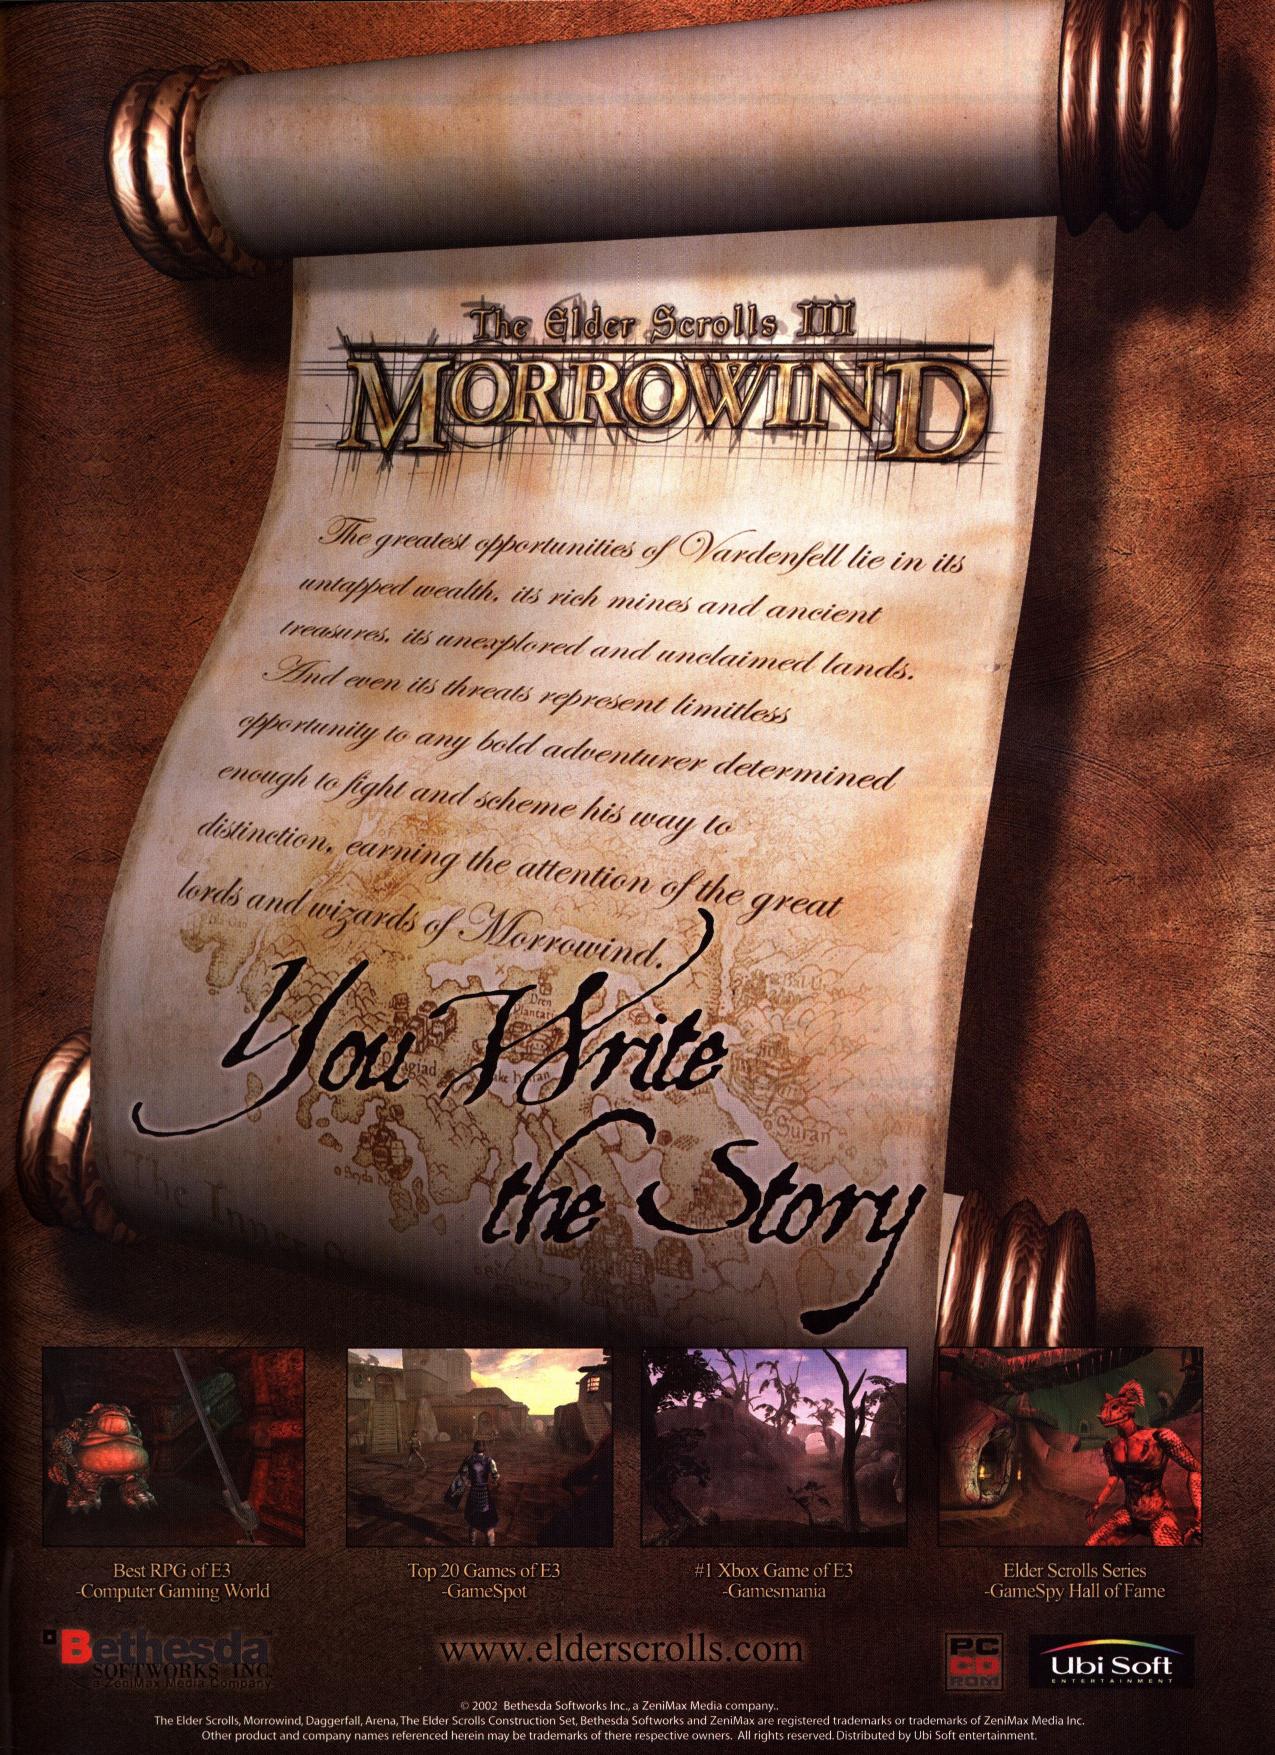 The Elder Scrolls III
MORROWIND
The greatest opportunities of Vardenfell lie in its
untapped wealth, its rich mines and ancient
treasures, its unexplored and unclaimed lands.
And even its threats represent limitless
opportunity to any bold adventurer determined
enough to fight and scheme his way to
distinction, earning the attention of the great
lords and wizards of Morrowind.
You Write
the Story
Dren
Plantati
Suran
The Inner
Best RPG of E3
-Computer Gaming World
Top 20 Games of E3
-GameSpot
#1 Xbox Game of E3
-Gamesmania
Elder Scrolls Series
-GameSpy Hall of Fame
Bethesda
SOFTWORKS INC
a ZeniMax Media Company
www.elderscrolls.com
PC
CD
ROM
Ubi Soft
ENTERTAINMENT
© 2002 Bethesda Softworks Inc., a ZeniMax Media company..
The Elder Scrolls, Morrowind, Daggerfall, Arena, The Elder Scrolls Construction Set, Bethesda Softworks and ZeniMax are registered trademarks or trademarks of ZeniMax Media Inc.
Other product and company names referenced herein may be trademarks of there respective owners. All rights reserved. Distributed by Ubi Soft entertainment.